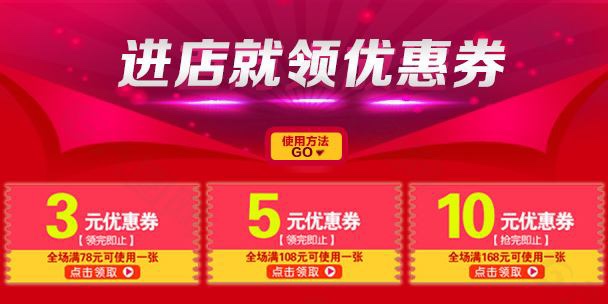 进店就领优惠券
使用方法
GO
3元优惠券
【领完即止】
全场满78元可使用一张
点击领取
5元优惠券
【领完即止】
全场满108元可使用一张
点击领取
10元优惠券
【抢完即止】
全场满168元可使用一张
点击领取